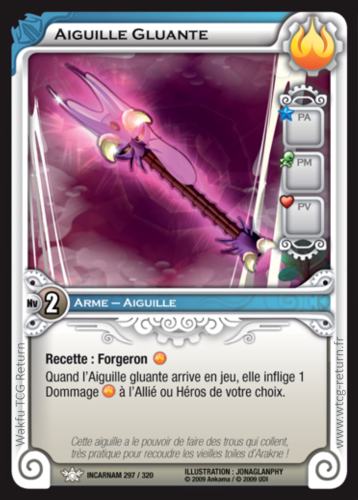 Aiguille Gluante
PA
PM
PV
Nv 2 Arme – Aiguille
Recette : Forgeron
Quand l'Aiguille gluante arrive en jeu, elle inflige 1
Dommage à l'Allié ou Héros de votre choix.
Cette aiguille a le pouvoir de faire des trous qui collent,
très pratique pour recoudre les vieilles toiles d'Arakne !
INCARNAM 297 / 320
ILLUSTRATION : JONAGLANPHY
© 2009 Ankama / © 2009 UDI
Wakfu TCG Return
www.wtcg-return.fr